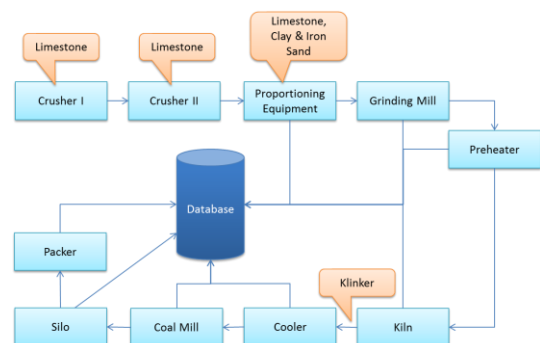 Limestone
Limestone
Limestone,
Clay & Iron
Sand
Crusher I
Crusher II
Proportioning
Equipment
Grinding Mill
Preheater
Database
Packer
Klinker
Silo
Coal Mill
Cooler
Kiln